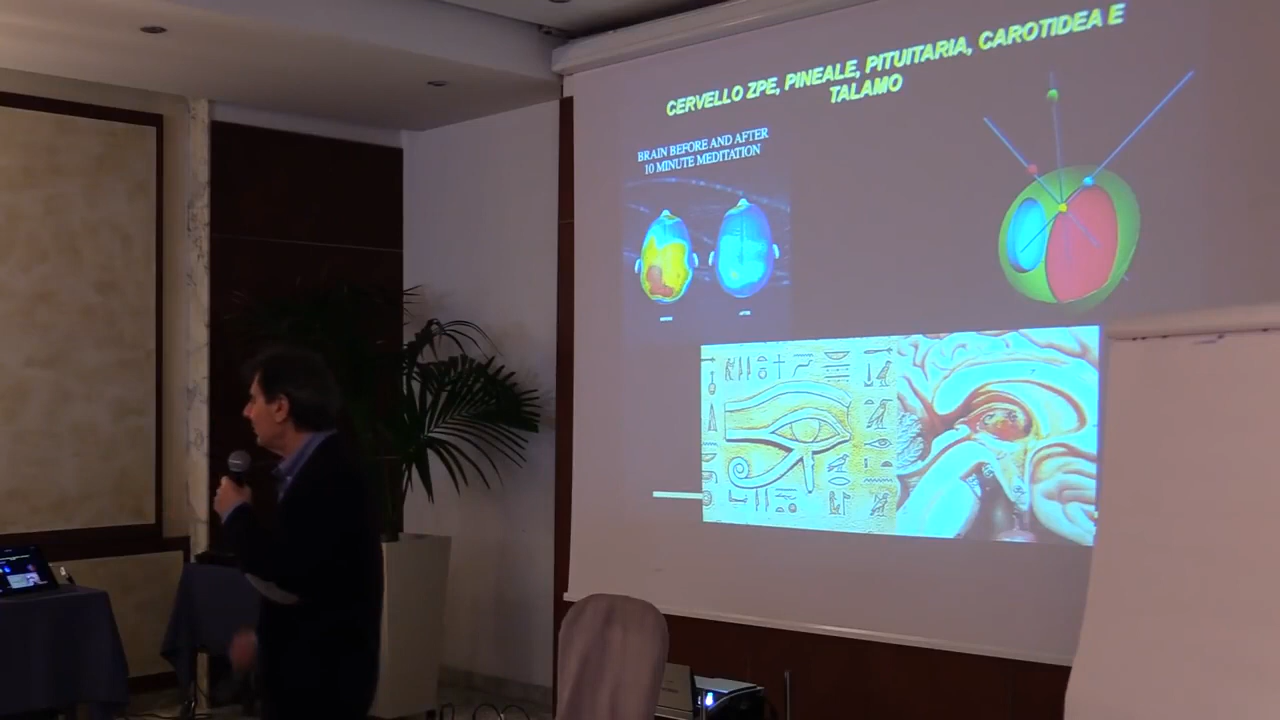 CERVELLO ZPE, PINEALE, PITUITARIA, CAROTIDEA E
TALAMO
BRAIN BEFORE AND AFTER
10 MINUTE MEDITATION